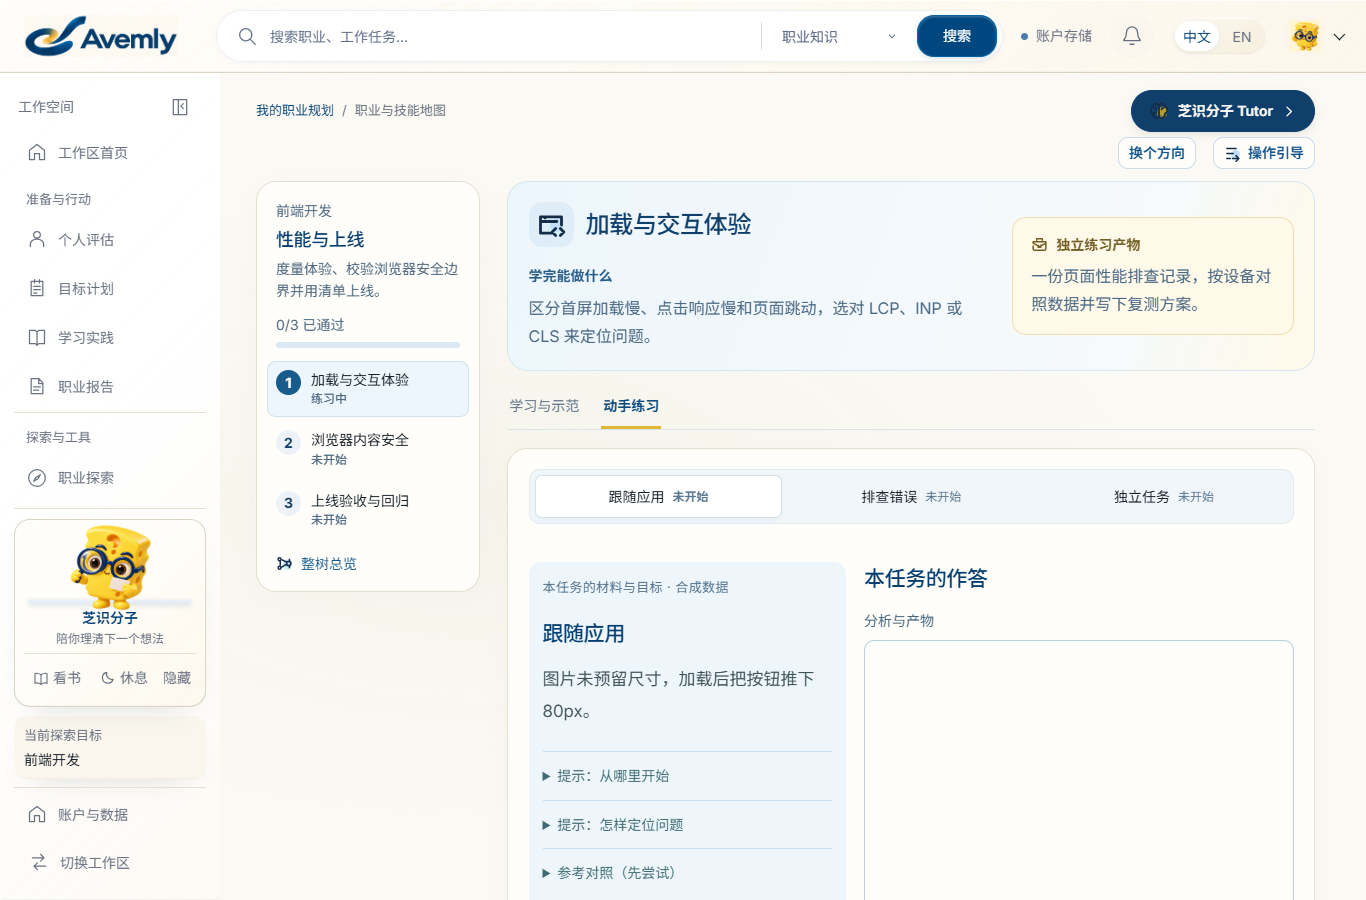 Avemly
搜索职业、工作任务...
职业知识
搜索
账户存储
中文
EN
工作空间
工作区首页
准备与行动
个人评估
目标计划
学习实践
职业报告
探索与工具
职业探索
芝识分子
陪你理清下一个想法
看书
休息
隐藏
当前探索目标
前端开发
账户与数据
切换工作区
我的职业规划 / 职业与技能地图
芝识分子 Tutor
换个方向
操作引导
前端开发
性能与上线
度量体验、校验浏览器安全边
界并用清单上线。
0/3 已通过
1 加载与交互体验
练习中
2 浏览器内容安全
未开始
3 上线验收与回归
未开始
整树总览
加载与交互体验
学完能做什么
区分首屏加载慢、点击响应慢和页面跳动，选对 LCP、INP 或
CLS 来定位问题。
独立练习产物
一份页面性能排查记录，按设备对
照数据并写下复测方案。
学习与示范
动手练习
跟随应用 未开始
排查错误 未开始
独立任务 未开始
本任务的材料与目标 · 合成数据
跟随应用
图片未预留尺寸，加载后把按钮推下
80px。
提示：从哪里开始
提示：怎样定位问题
参考对照（先尝试）
本任务的作答
分析与产物